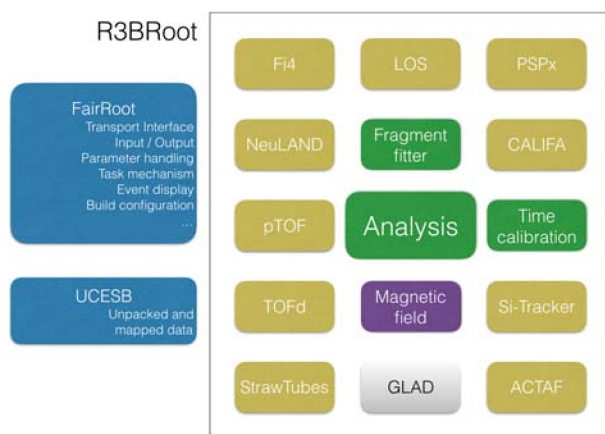 R3BRoot
FairRoot
Transport Interface
Input / Output
Parameter handling
Task mechanism
Event display
Build configuration
...
UCESB
Unpacked and
mapped data
Fi4
LOS
PSPx
NeuLAND
Fragment
fitter
CALIFA
pTOF
Analysis
Time
calibration
TOFd
Magnetic
field
Si-Tracker
StrawTubes
GLAD
ACTAF